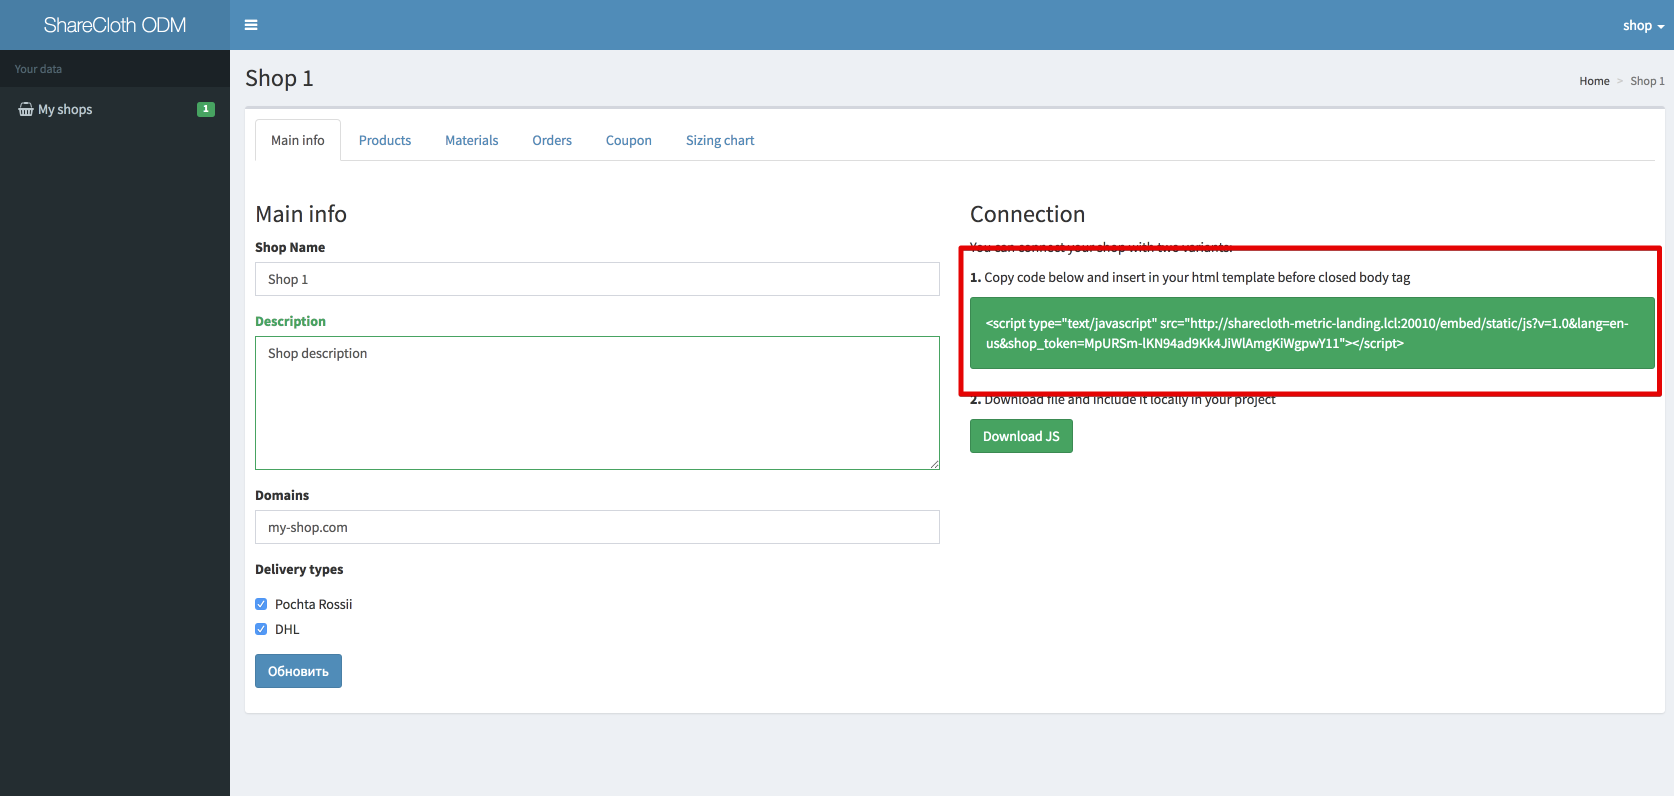 ShareCloth ODM
shop
Your data
My shops
1
Shop 1
Home > Shop 1
Main info
Products
Materials
Orders
Coupon
Sizing chart
Main info
Shop Name
Shop 1
Description
Shop description
Domains
my-shop.com
Delivery types
Pochta Rossii
DHL
Обновить
Connection
You can connect your shop with two variants:
1. Copy code below and insert in your html template before closed body tag
<script type="text/javascript" src="http://sharecloth-metric-landing.lcl:20010/embed/static/js?v=1.0&lang=en-
us&shop_token=MpURSm-lKN94ad9Kk4JiWlAmgKiWgpwY11"></script>
2. Download file and include it locally in your project
Download JS